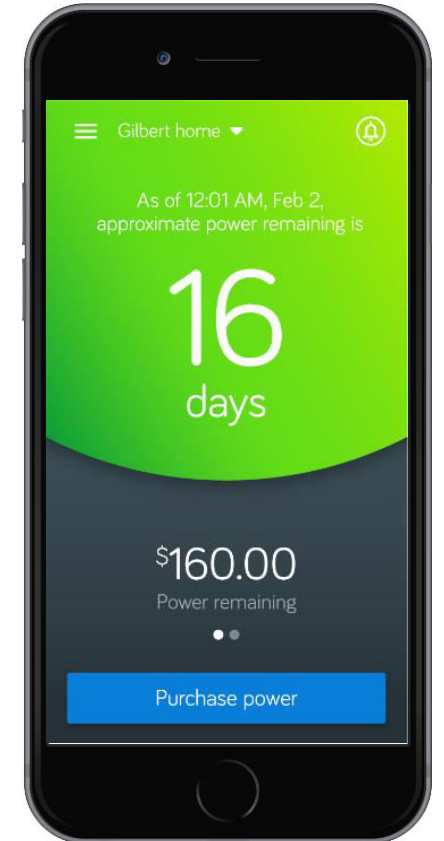 Gilbert home
As of 12:01 AM, Feb 2,
approximate power remaining is
16
days
$160.00
Power remaining
Purchase power